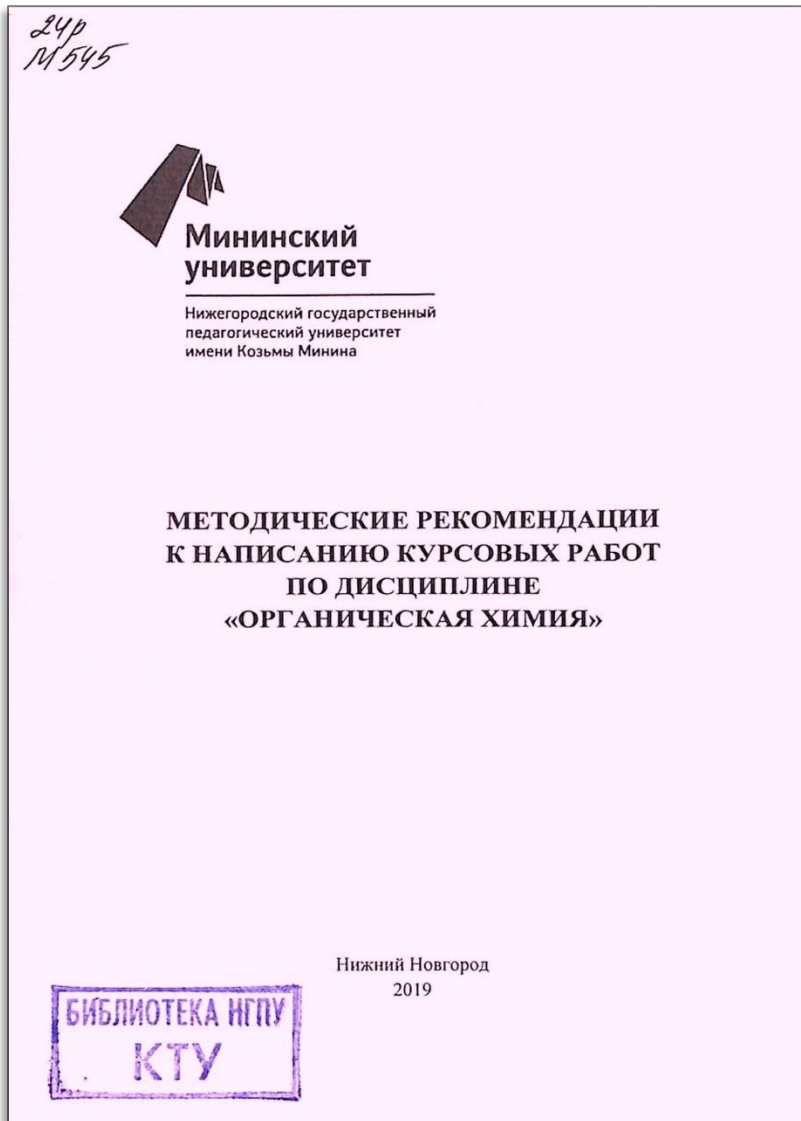 24р
М545
Мининский
университет
Нижегородский государственный
педагогический университет
имени Козьмы Минина
МЕТОДИЧЕСКИЕ РЕКОМЕНДАЦИИ
К НАПИСАНИЮ КУРСОВЫХ РАБОТ
ПО ДИСЦИПЛИНЕ
«ОРГАНИЧЕСКАЯ ХИМИЯ»
Нижний Новгород
2019
БИБЛИОТЕКА НГПУ
КТУ